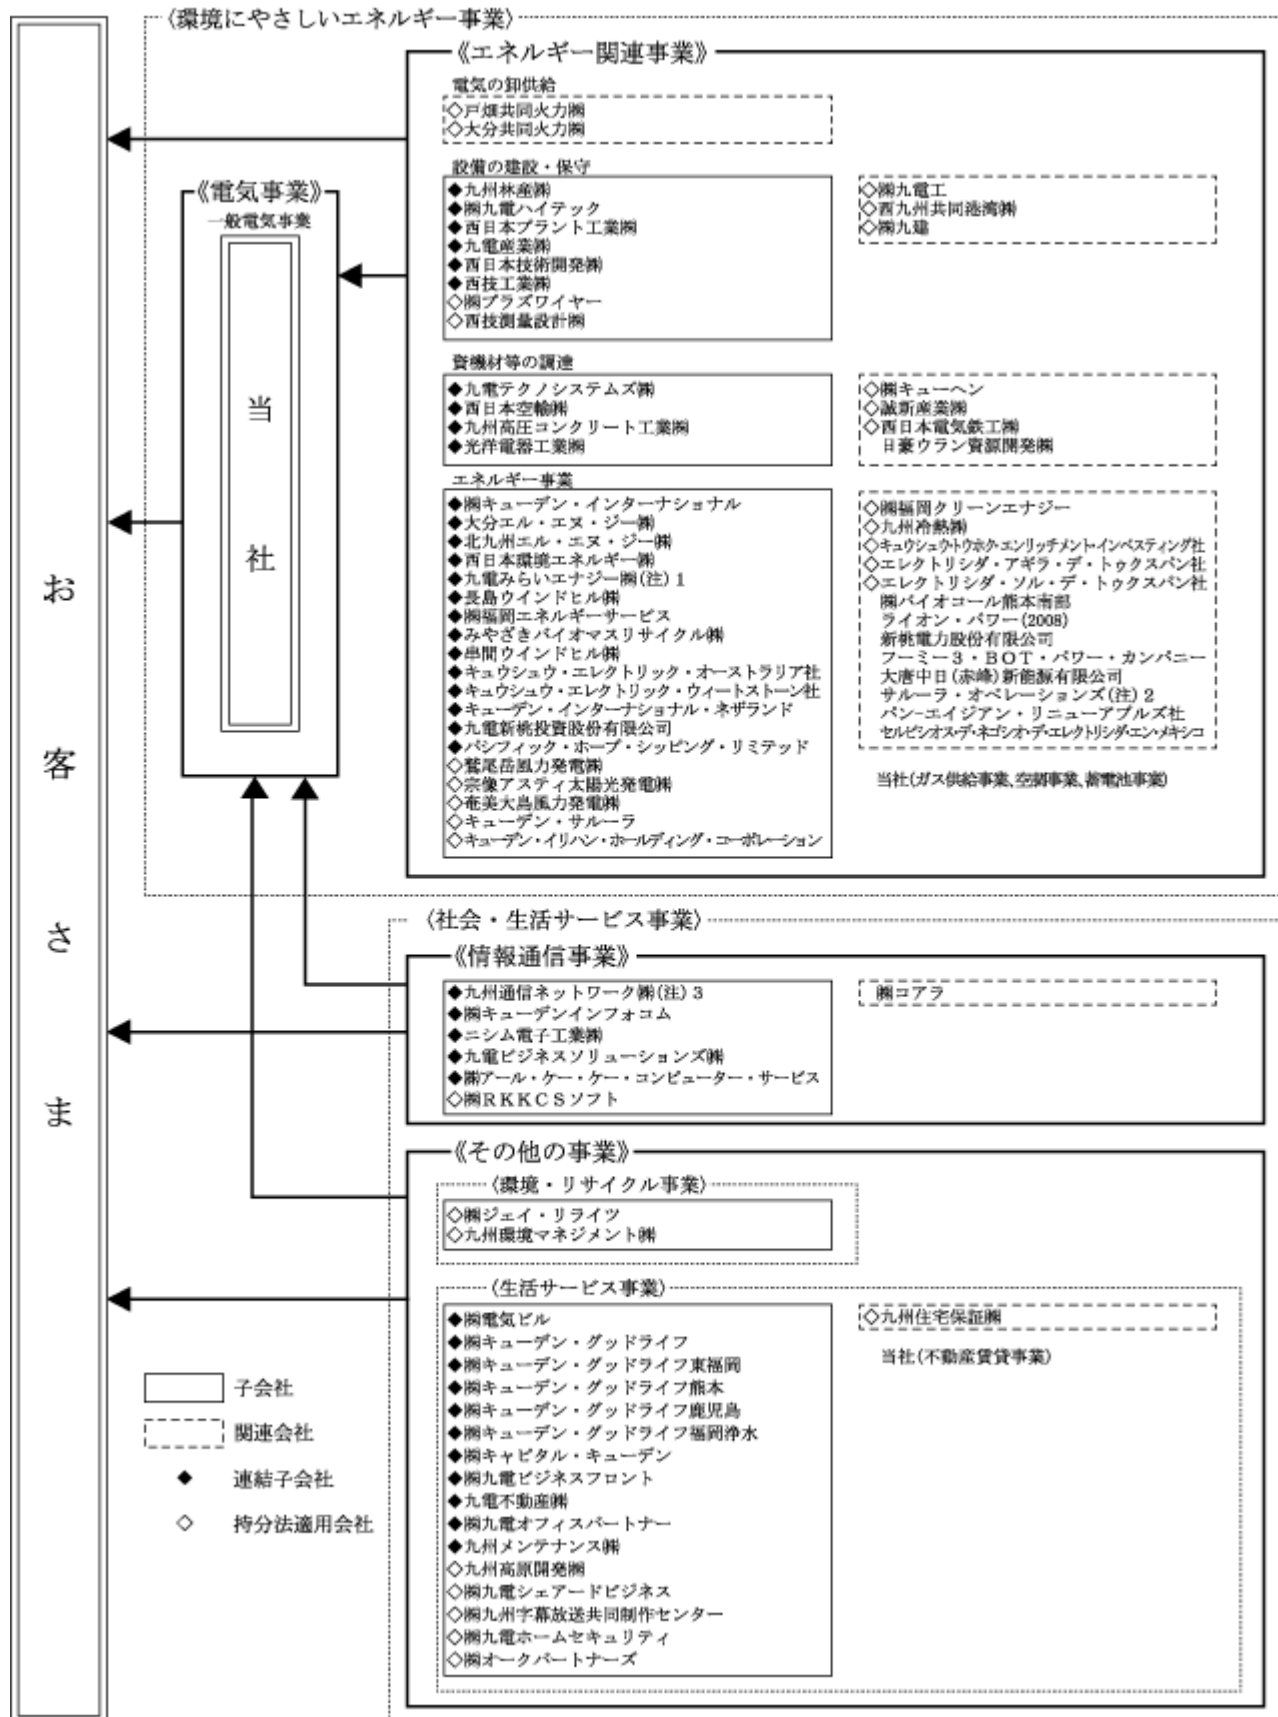 〈環境にやさしいエネルギー事業〉
《エネルギー関連事業》
電気の卸供給
◇戸畑共同火力㈱
◇大分共同火力㈱
設備の建設・保守
◆九州林産㈱
◆㈱九電ハイテック
◆西日本プラント工業㈱
◆九電産業㈱
◆西日本技術開発㈱
◆西技工業㈱
◇㈱プラズワイヤー
◇西技測量設計㈱
◇㈱九電工
◇西九州共同港湾㈱
◇㈱九建
資機材等の調達
◆九電テクノシステムズ㈱
◆西日本空輸㈱
◆九州高圧コンクリート工業㈱
◆光洋電器工業㈱
◇㈱キューヘン
◇誠新産業㈱
◇西日本電気鉄工㈱
日豪ウラン資源開発㈱
エネルギー事業
◆㈱キューデン・インターナショナル
◆大分エル・エヌ・ジー㈱
◆北九州エル・エヌ・ジー㈱
◆西日本環境エネルギー㈱
◆九電みらいエナジー㈱(注)1
◆長島ウインドヒル㈱
◆㈱福岡エネルギーサービス
◆みやざきバイオマスリサイクル㈱
◆串間ウインドヒル㈱
◆キュウシュウ・エレクトリック・オーストラリア社
◆キュウシュウ・エレクトリック・ウィートストーン社
◆キューデン・インターナショナル・ネザランド
◆九電新桃投資股份有限公司
◆パシフィック・ホープ・シッピング・リミテッド
◇鷲尾岳風力発電㈱
◇宗像アスティ太陽光発電㈱
◇奄美大島風力発電㈱
◇キューデン・サルーラ
◇キューデン・イリハン・ホールディング・コーポレーション
◇㈱福岡クリーンエナジー
◇九州冷熱㈱
◇キュウシュウ・トウホク・エンリッチメント・インベスティング社
◇エレクトリシダ・アギラ・デ・トゥクスパン社
◇エレクトリシダ・ソル・デ・トゥクスパン社
㈱バイオコール熊本南部
ライオン・パワー(2008)
新桃電力股份有限公司
フーミー3・BOT・パワー・カンパニー
大唐中日(赤峰)新能源有限公司
サルーラ・オペレーションズ(注)2
パン-エイジアン・リニューアブルズ社
セルビシオス・デ・ネゴシオ・デ・エレクトリシダ・エン・メキシコ
当社(ガス供給事業、空調事業、蓄電池事業)
《電気事業》
一般電気事業
当社
お客さま
〈社会・生活サービス事業〉
《情報通信事業》
◆九州通信ネットワーク㈱(注)3
◆㈱キューデンインフォコム
◆ニシム電子工業㈱
◆九電ビジネスソリューションズ㈱
◆㈱アール・ケー・ケー・コンピューター・サービス
◇㈱RKKCSソフト
㈱コアラ
《その他の事業》
〈環境・リサイクル事業〉
◇㈱ジェイ・リライツ
◇九州環境マネジメント㈱
〈生活サービス事業〉
◆㈱電気ビル
◆㈱キューデン・グッドライフ
◆㈱キューデン・グッドライフ東福岡
◆㈱キューデン・グッドライフ熊本
◆㈱キューデン・グッドライフ鹿児島
◆㈱キューデン・グッドライフ福岡浄水
◆㈱キャピタル・キューデン
◆㈱九電ビジネスフロント
◆九電不動産㈱
◆㈱九電オフィスパートナー
◆九州メンテナンス㈱
◇九州高原開発㈱
◇㈱九電シェアードビジネス
◇㈱九州字幕放送共同制作センター
◇㈱九電ホームセキュリティ
◇㈱オークパートナーズ
◇九州住宅保証㈱
当社(不動産賃貸事業)
子会社
関連会社
◆ 連結子会社
◇ 持分法適用会社